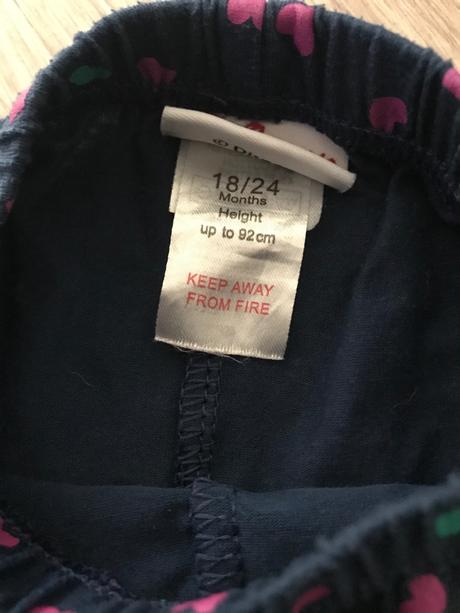 18/24
Months
Height
up to 92cm
KEEP AWAY
FROM FIRE